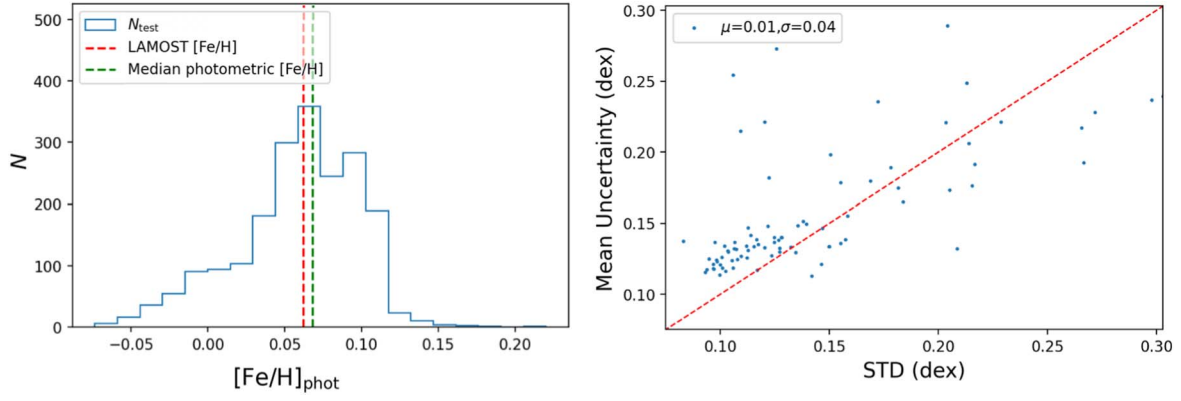 500
400
300
200
100
0
N
N_test
LAMOST [Fe/H]
Median photometric [Fe/H]
−0.05 0.00 0.05 0.10 0.15 0.20
[Fe/H]phot
0.30
0.25
0.20
0.15
0.10
Mean Uncertainty (dex)
μ=0.01,σ=0.04
0.10 0.15 0.20 0.25 0.30
STD (dex)